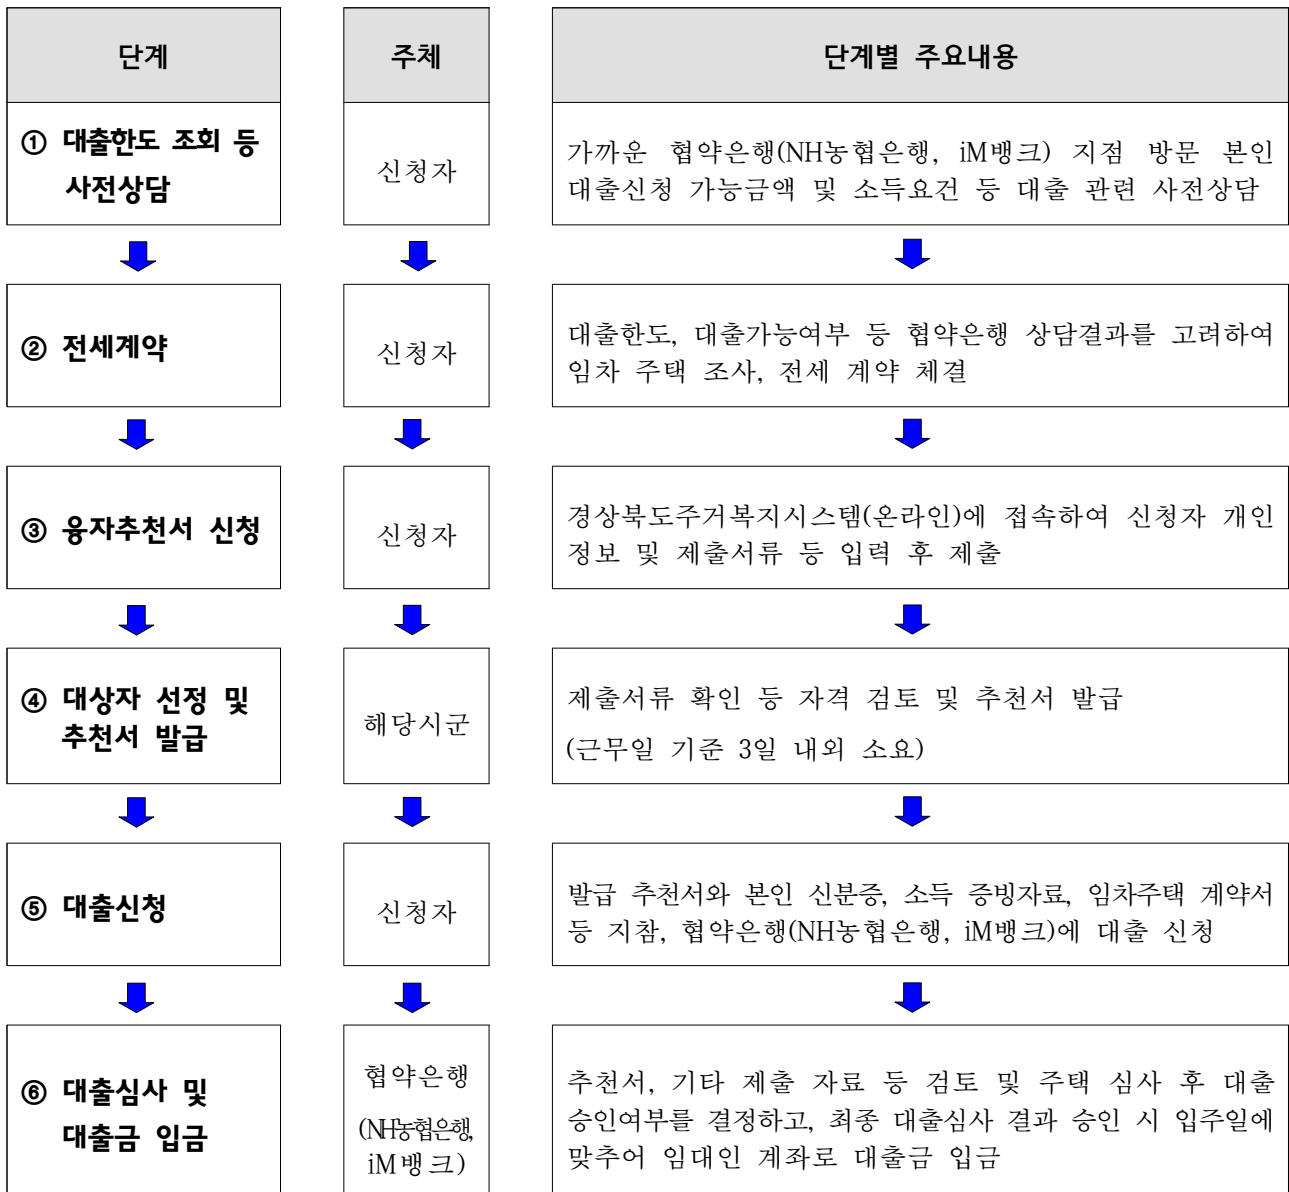 단계
주체
단계별 주요내용
① 대출한도 조회 등
사전상담
신청자
가까운 협약은행(NH농협은행, iM뱅크) 지점 방문 본인
대출신청 가능금액 및 소득요건 등 대출 관련 사전상담
② 전세계약
신청자
대출한도, 대출가능여부 등 협약은행 상담결과를 고려하여
임차 주택 조사, 전세 계약 체결
③ 융자추천서 신청
신청자
경상북도주거복지시스템(온라인)에 접속하여 신청자 개인
정보 및 제출서류 등 입력 후 제출
④ 대상자 선정 및
추천서 발급
해당시군
제출서류 확인 등 자격 검토 및 추천서 발급
(근무일 기준 3일 내외 소요)
⑤ 대출신청
신청자
발급 추천서와 본인 신분증, 소득 증빙자료, 임차주택 계약서
등 지참, 협약은행(NH농협은행, iM뱅크)에 대출 신청
⑥ 대출심사 및
대출금 입금
협약은행
(NH농협은행,
iM뱅크)
추천서, 기타 제출 자료 등 검토 및 주택 심사 후 대출
승인여부를 결정하고, 최종 대출심사 결과 승인 시 입주일에
맞추어 임대인 계좌로 대출금 입금